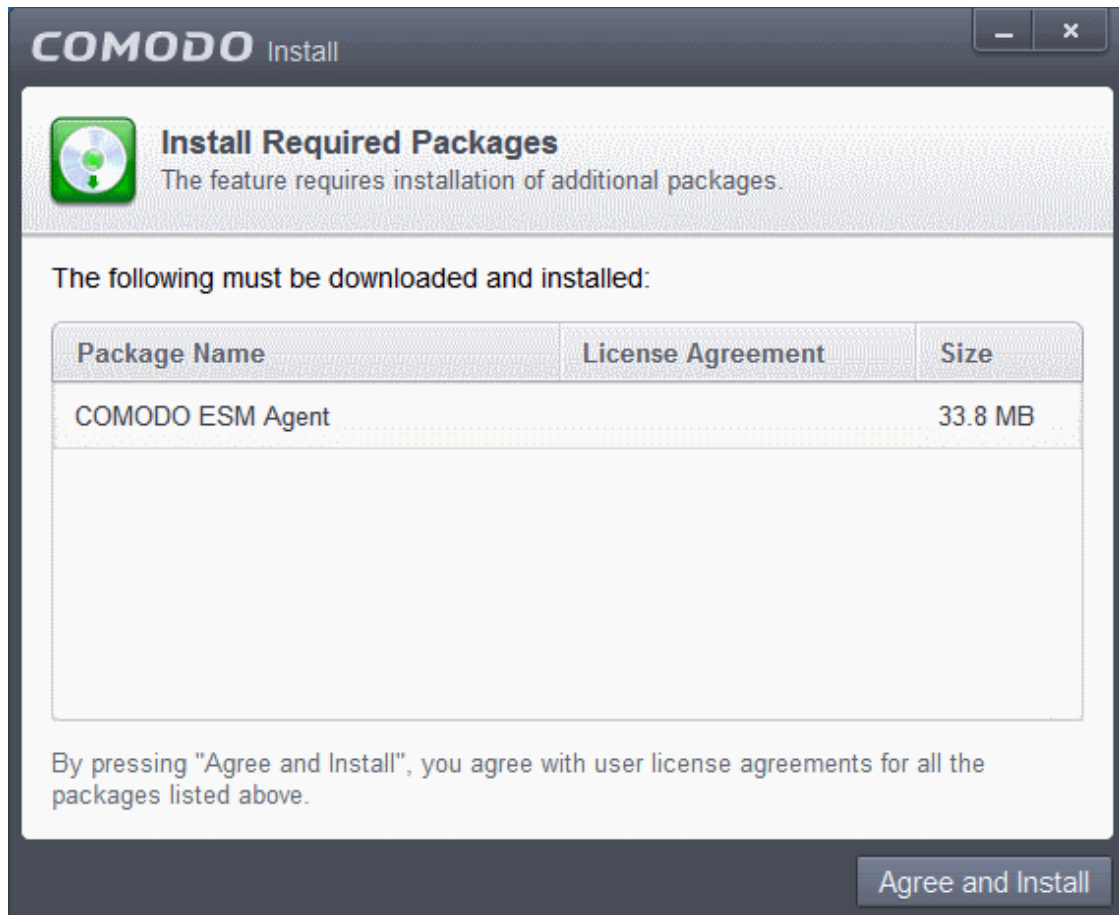 COMODO Install
Install Required Packages
The feature requires installation of additional packages.
The following must be downloaded and installed:
Package Name License Agreement Size
COMODO ESM Agent 33.8 MB
By pressing "Agree and Install", you agree with user license agreements for all the
packages listed above.
Agree and Install